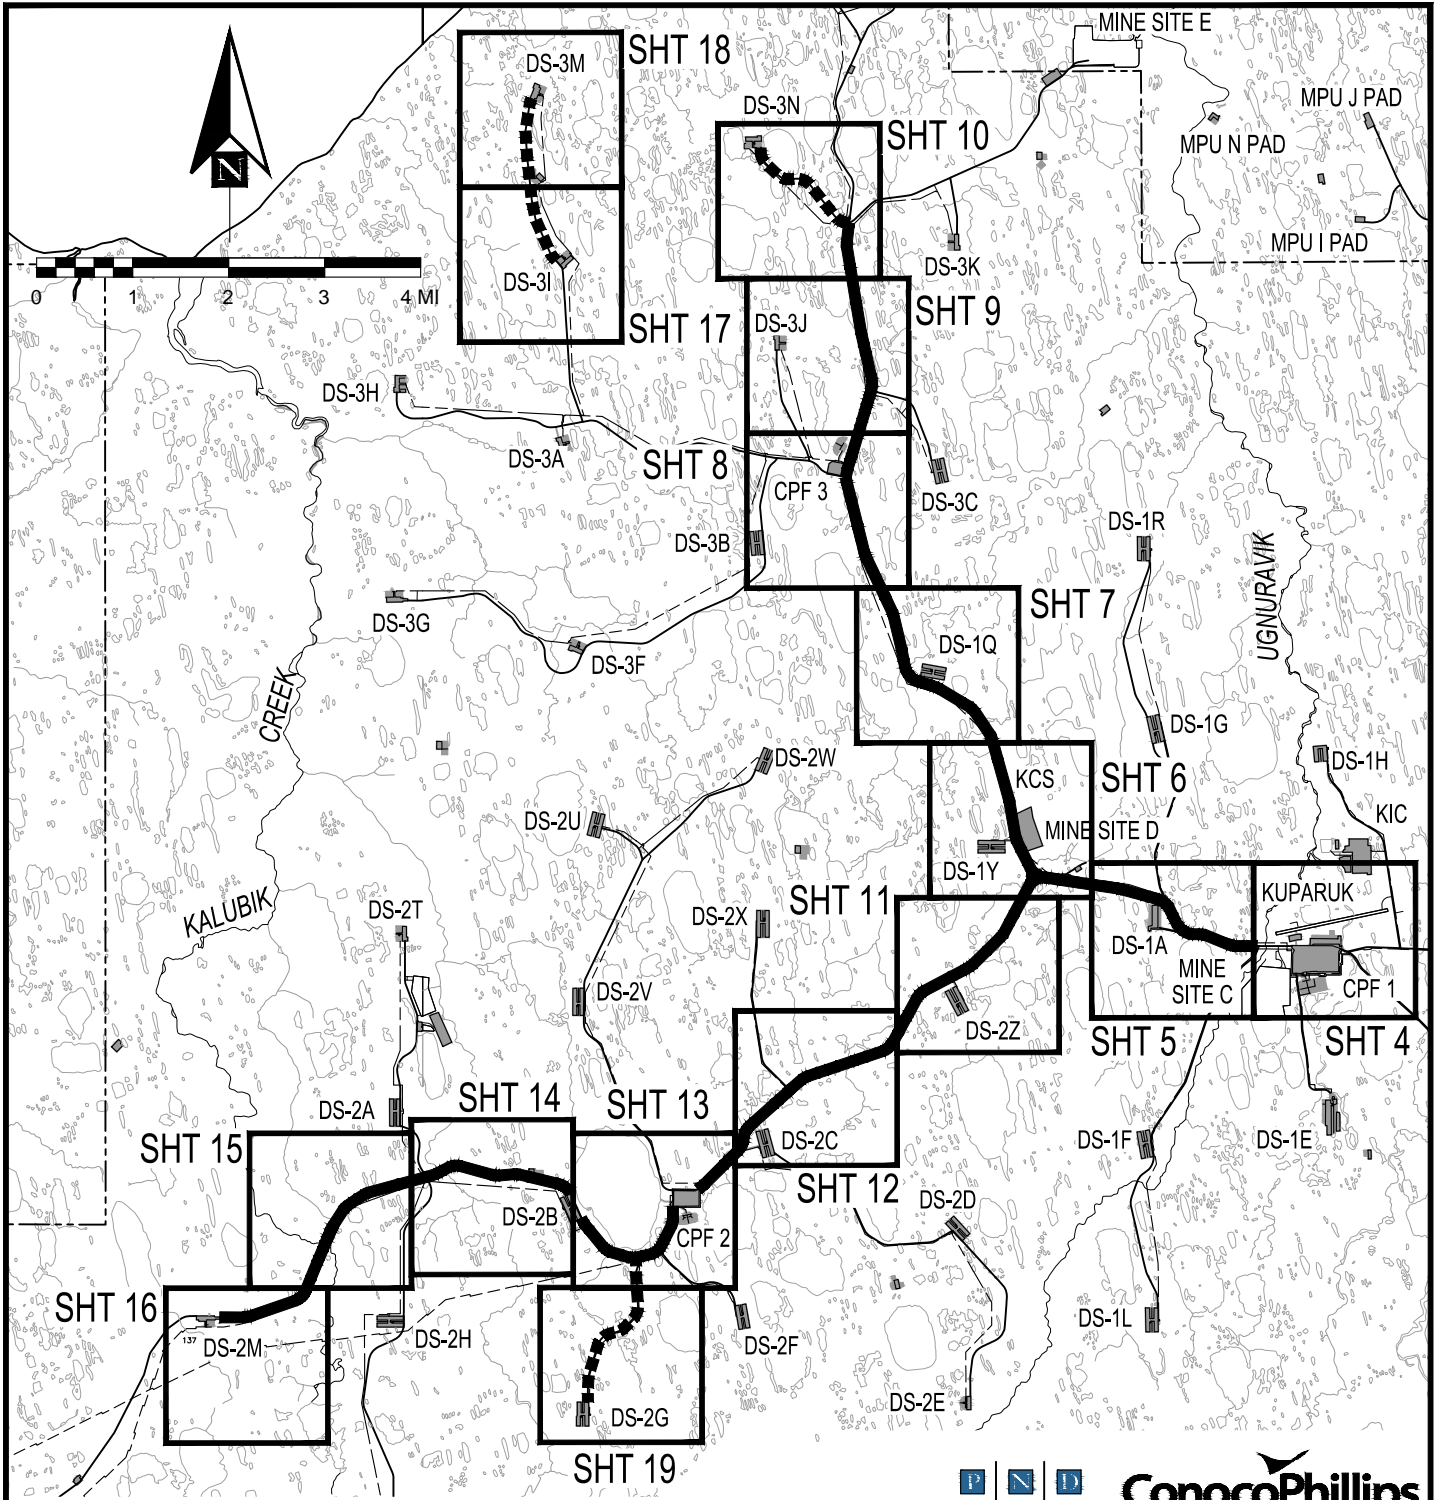 MINE SITE E
SHT 18
DS-3M
MPU J PAD
DS-3N
SHT 10
MPU N PAD
N
MPU I PAD
DS-3K
DS-3I
0 1 2 3 4 MI
SHT 9
SHT 17
DS-3J
DS-3H
DS-3A
SHT 8
CPF 3
DS-3C
DS-1R
DS-3B
UGNURAVIK
SHT 7
DS-3G
DS-1Q
DS-3F
CREEK
DS-1G
DS-2W
DS-1H
KCS
SHT 6
DS-2U
KIC
MINE SITE D
DS-1Y
KUPARUK
SHT 11
KALUBIK
DS-2T
DS-2X
DS-1A
MINE
SITE C
CPF 1
DS-2V
DS-2Z
SHT 5
SHT 4
SHT 14
SHT 13
DS-2A
SHT 15
DS-2C
DS-1F
DS-1E
SHT 12
DS-2B
DS-2D
CPF 2
SHT 16
137
DS-2M
DS-2H
DS-2F
DS-1L
DS-2G
DS-2E
SHT 19
P N D
ConocoPhillips